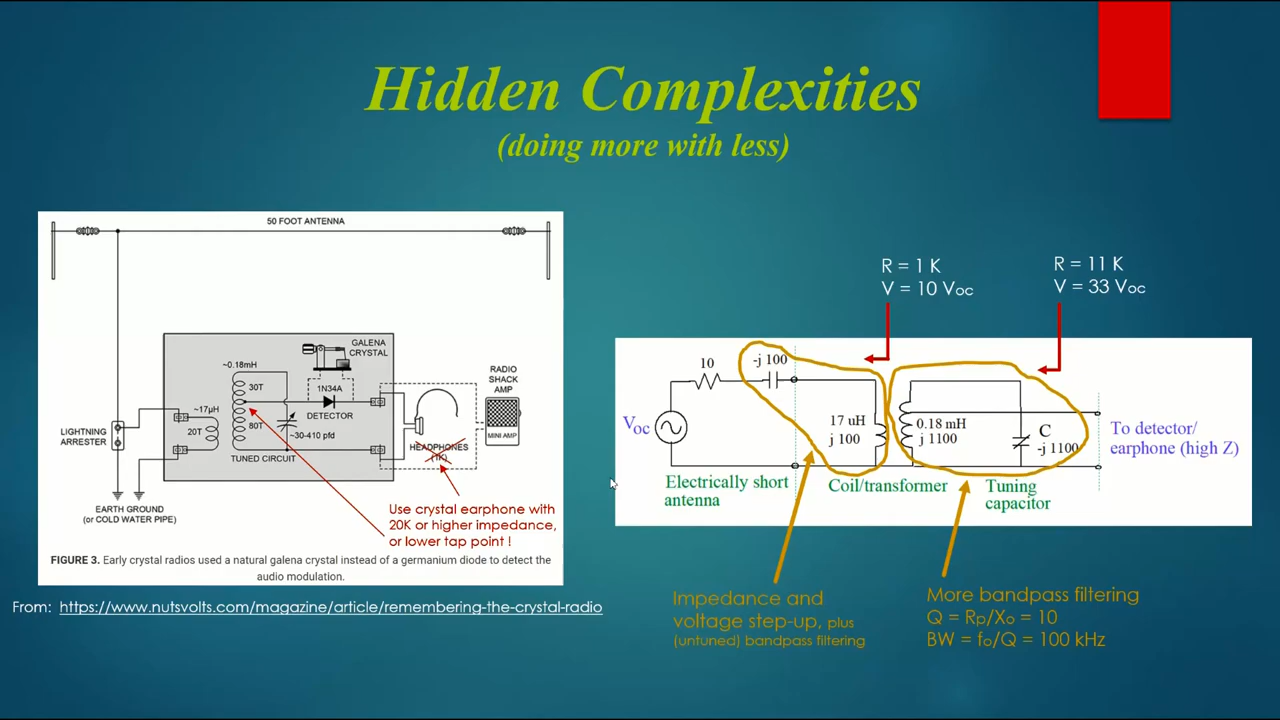 Hidden Complexities
(doing more with less)
50 FOOT ANTENNA
GALENA
CRYSTAL
~0.18mH
30T
1N34A
DETECTOR
~17µH
20T
80T
~30-410 pfd
TUNED CIRCUIT
LIGHTNING
ARRESTER
HEADPHONES
(1K)
RADIO
SHACK
AMP
MINI AMP
EARTH GROUND
(or COLD WATER PIPE)
Use crystal earphone with
20K or higher impedance,
or lower tap point !
FIGURE 3. Early crystal radios used a natural galena crystal instead of a germanium diode to detect the
audio modulation.
From: https://www.nutsvolts.com/magazine/article/remembering-the-crystal-radio
R = 1 K
V = 10 Voc
R = 11 K
V = 33 Voc
10
-j 100
Voc
17 uH
j 100
0.18 mH
j 1100
C
-j 1100
To detector/
earphone (high Z)
Electrically short
antenna
Coil/transformer
Tuning
capacitor
Impedance and
voltage step-up, plus
(untuned) bandpass filtering
More bandpass filtering
Q = Rp/Xo = 10
BW = fo/Q = 100 kHz